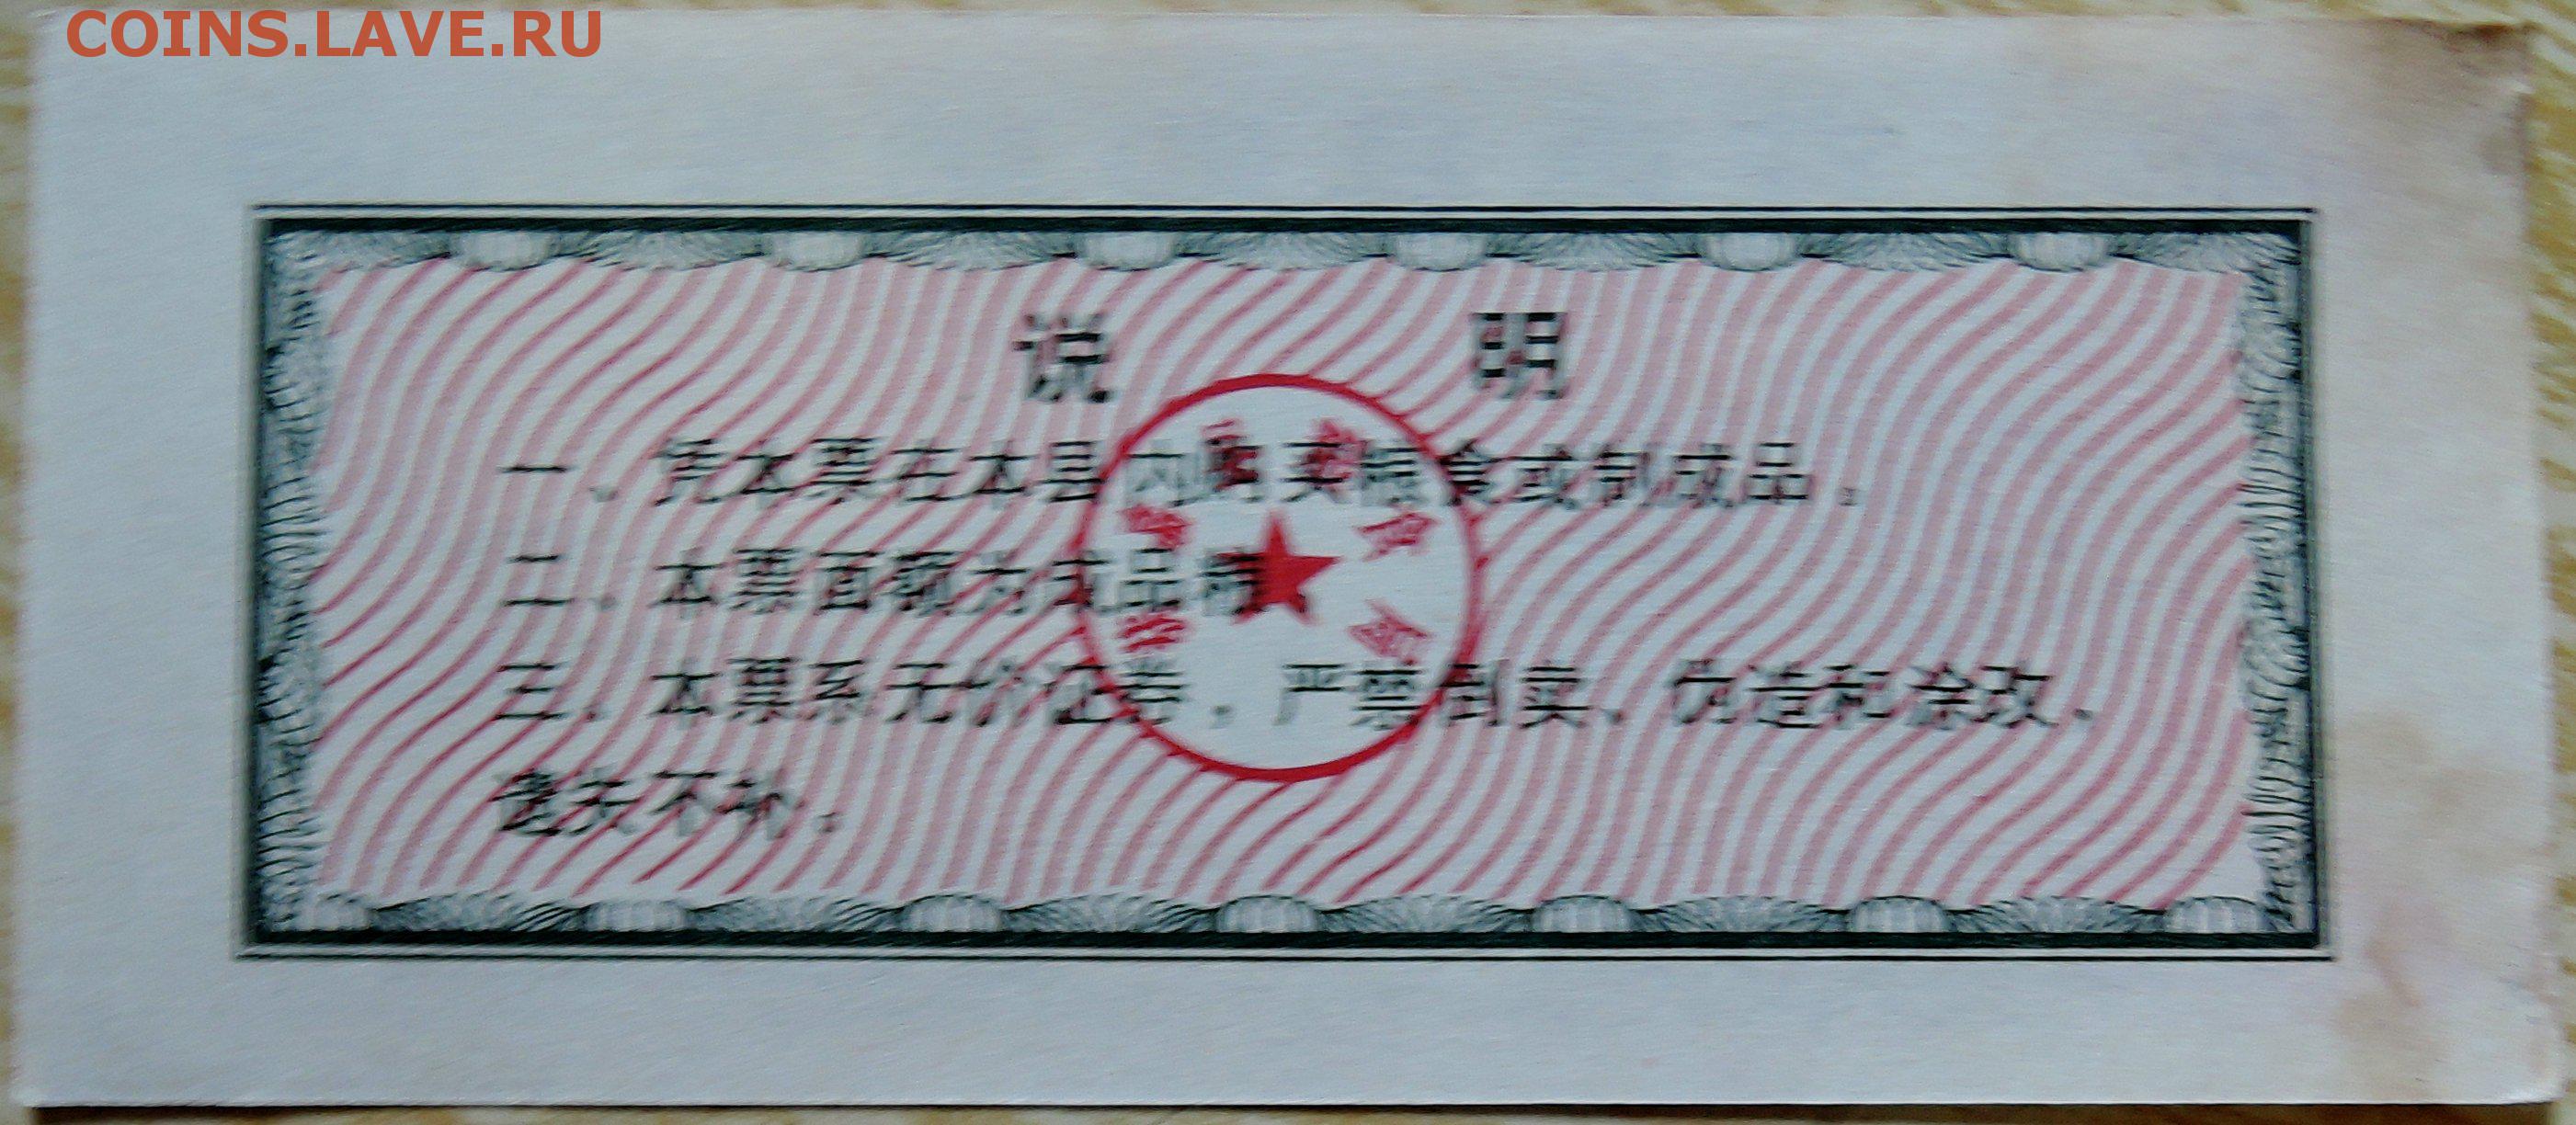 COINS.LAVE.RU
说 明
一、凭本票在本县内购买粮食或制成品。
二、本票面额为成品粮。
三、本票系无价证券，严禁倒卖、伪造和涂改、
遗失不补。